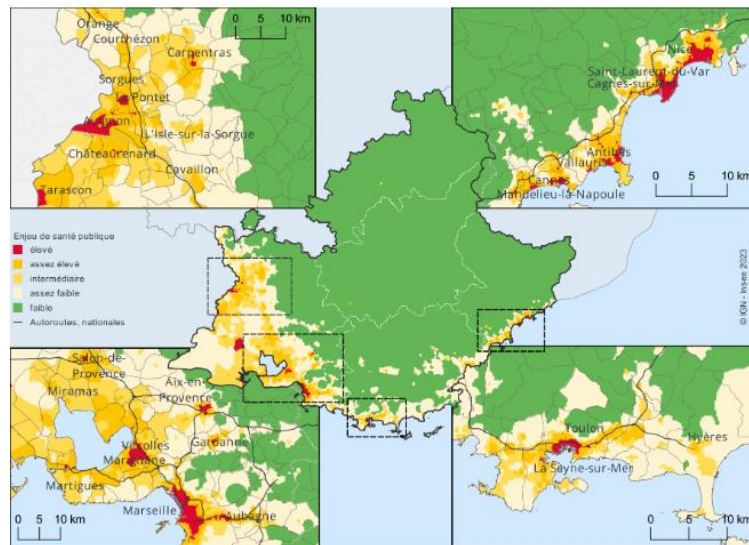 Orange
Courthézon
Carpentras
Sorgues
Le Pontet
Avignon
L'Isle-sur-la-Sorgue
Châteaurenard
Cavaillon
Tarascon
0 5 10 km
Nice
Saint-Laurent-du-Var
Cagnes-sur-Mer
Antibes
Vallauris
Cannes
Mandelieu-la-Napoule
0 5 10 km
Enjeu de santé publique
élevé
assez élevé
intermédiaire
assez faible
faible
Autoroutes, nationales
© IGN - Insee 2023
Salon-de-
Provence
Miramas
Aix-en-
Provence
Vitrolles
Marignane
Gardanne
Martigues
Marseille
Aubagne
0 5 10 km
Toulon
Hyères
La Seyne-sur-Mer
0 5 10 km